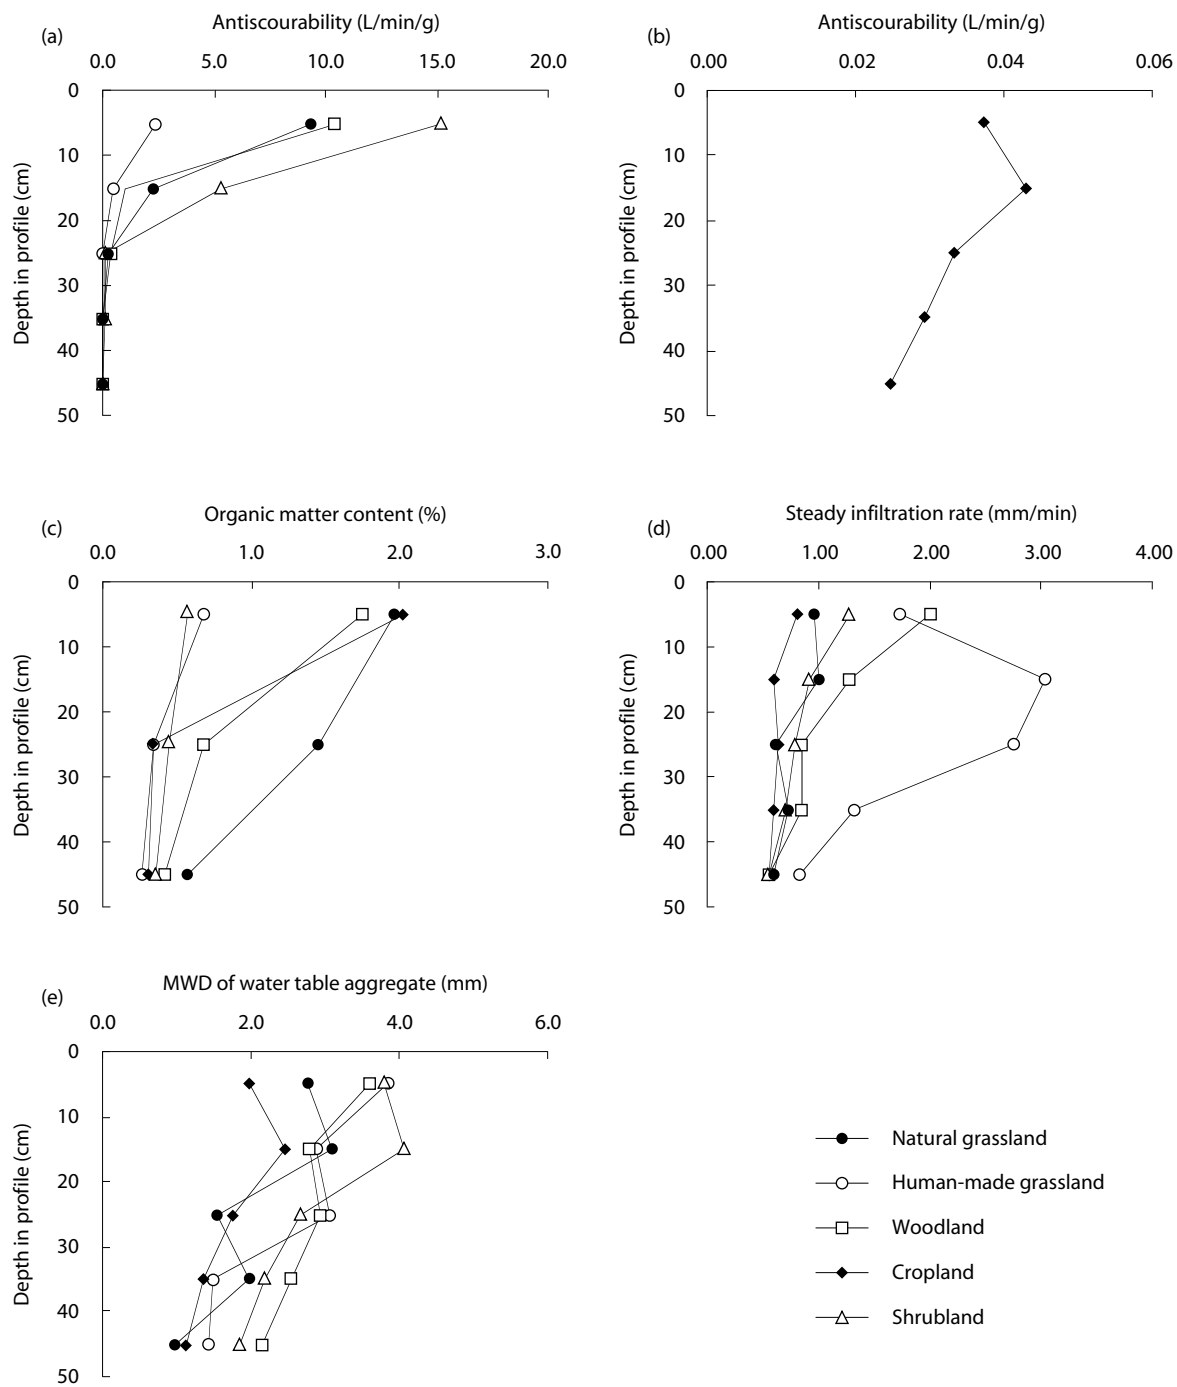 Antiscourability (L/min/g)
(a)
0.0 5.0 10.0 15.0 20.0
0
10
20
30
40
50
Depth in profile (cm)
Antiscourability (L/min/g)
(b)
0.00 0.02 0.04 0.06
0
10
20
30
40
50
Depth in profile (cm)
Organic matter content (%)
(c)
0.0 1.0 2.0 3.0
0
10
20
30
40
50
Depth in profile (cm)
Steady infiltration rate (mm/min)
(d)
0.00 1.00 2.00 3.00 4.00
0
10
20
30
40
50
Depth in profile (cm)
MWD of water table aggregate (mm)
(e)
0.0 2.0 4.0 6.0
0
10
20
30
40
50
Depth in profile (cm)
Natural grassland
Human-made grassland
Woodland
Cropland
Shrubland